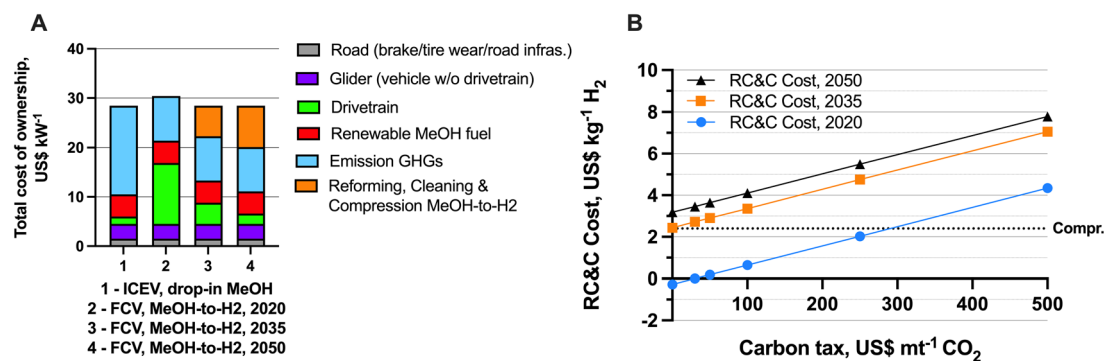 A
Total cost of ownership,
US$ kW⁻¹
40
30
20
10
0
1
2
3
4
1 - ICEV, drop-in MeOH
2 - FCV, MeOH-to-H2, 2020
3 - FCV, MeOH-to-H2, 2035
4 - FCV, MeOH-to-H2, 2050
Road (brake/tire wear/road infras.)
Glider (vehicle w/o drivetrain)
Drivetrain
Renewable MeOH fuel
Emission GHGs
Reforming, Cleaning &
Compression MeOH-to-H2
B
RC&C Cost, US$ kg⁻¹ H₂
10
8
6
4
2
0
-2
RC&C Cost, 2050
RC&C Cost, 2035
RC&C Cost, 2020
Compr.
100
200
300
400
500
Carbon tax, US$ mt⁻¹ CO₂